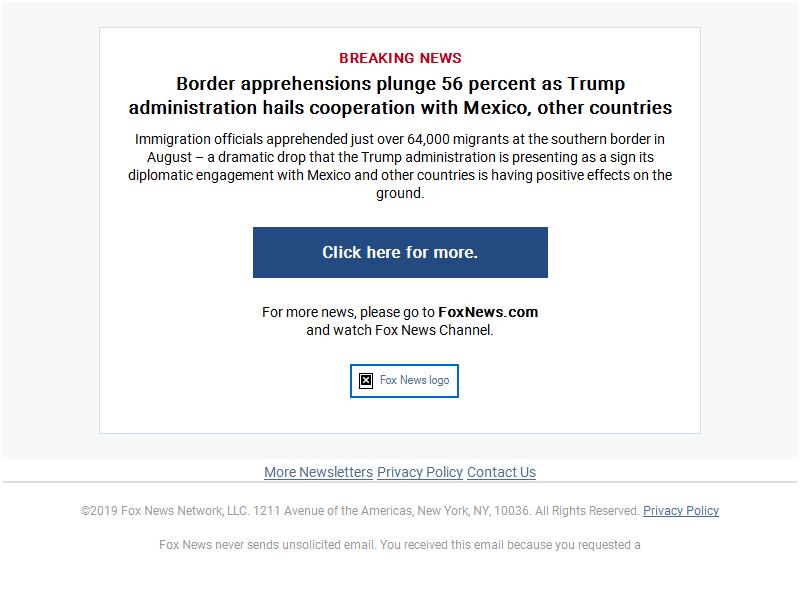 BREAKING NEWS
Border apprehensions plunge 56 percent as Trump
administration hails cooperation with Mexico, other countries
Immigration officials apprehended just over 64,000 migrants at the southern border in
August – a dramatic drop that the Trump administration is presenting as a sign its
diplomatic engagement with Mexico and other countries is having positive effects on the
ground.
Click here for more.
For more news, please go to FoxNews.com
and watch Fox News Channel.
Fox News logo
More Newsletters Privacy Policy Contact Us
©2019 Fox News Network, LLC. 1211 Avenue of the Americas, New York, NY, 10036. All Rights Reserved. Privacy Policy
Fox News never sends unsolicited email. You received this email because you requested a